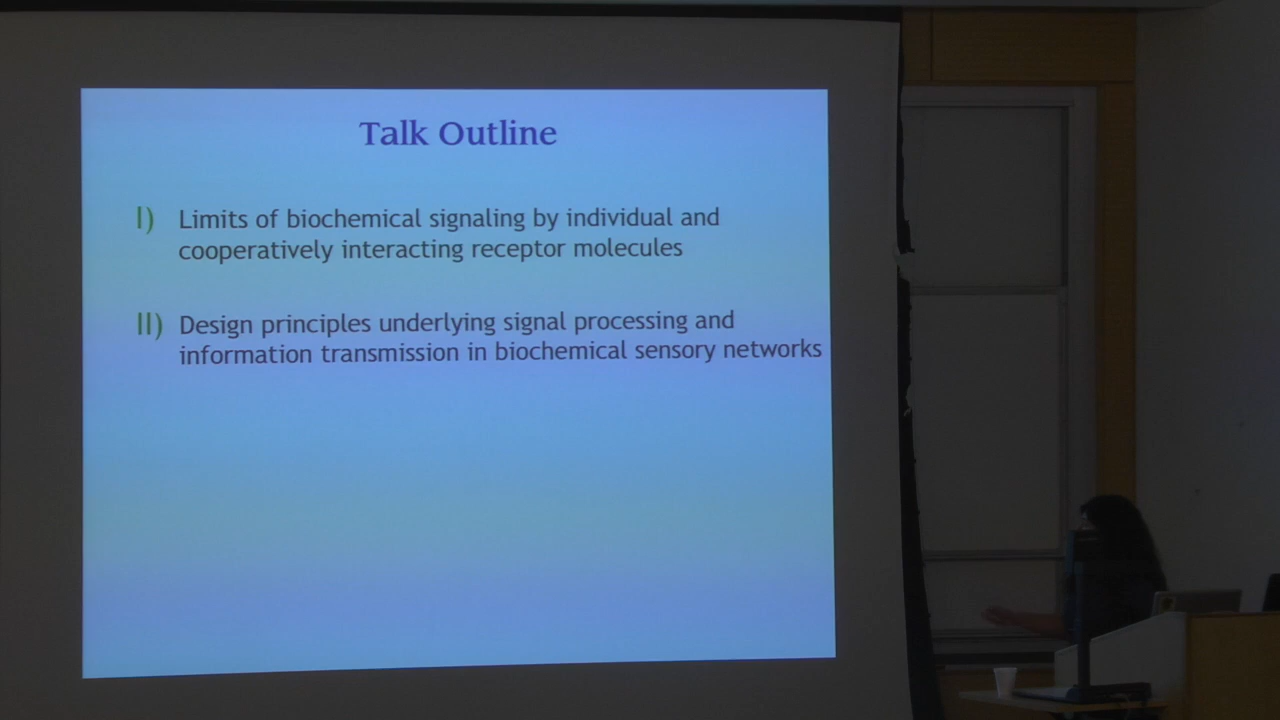 Talk Outline
I) Limits of biochemical signaling by individual and
cooperatively interacting receptor molecules
II) Design principles underlying signal processing and
information transmission in biochemical sensory networks